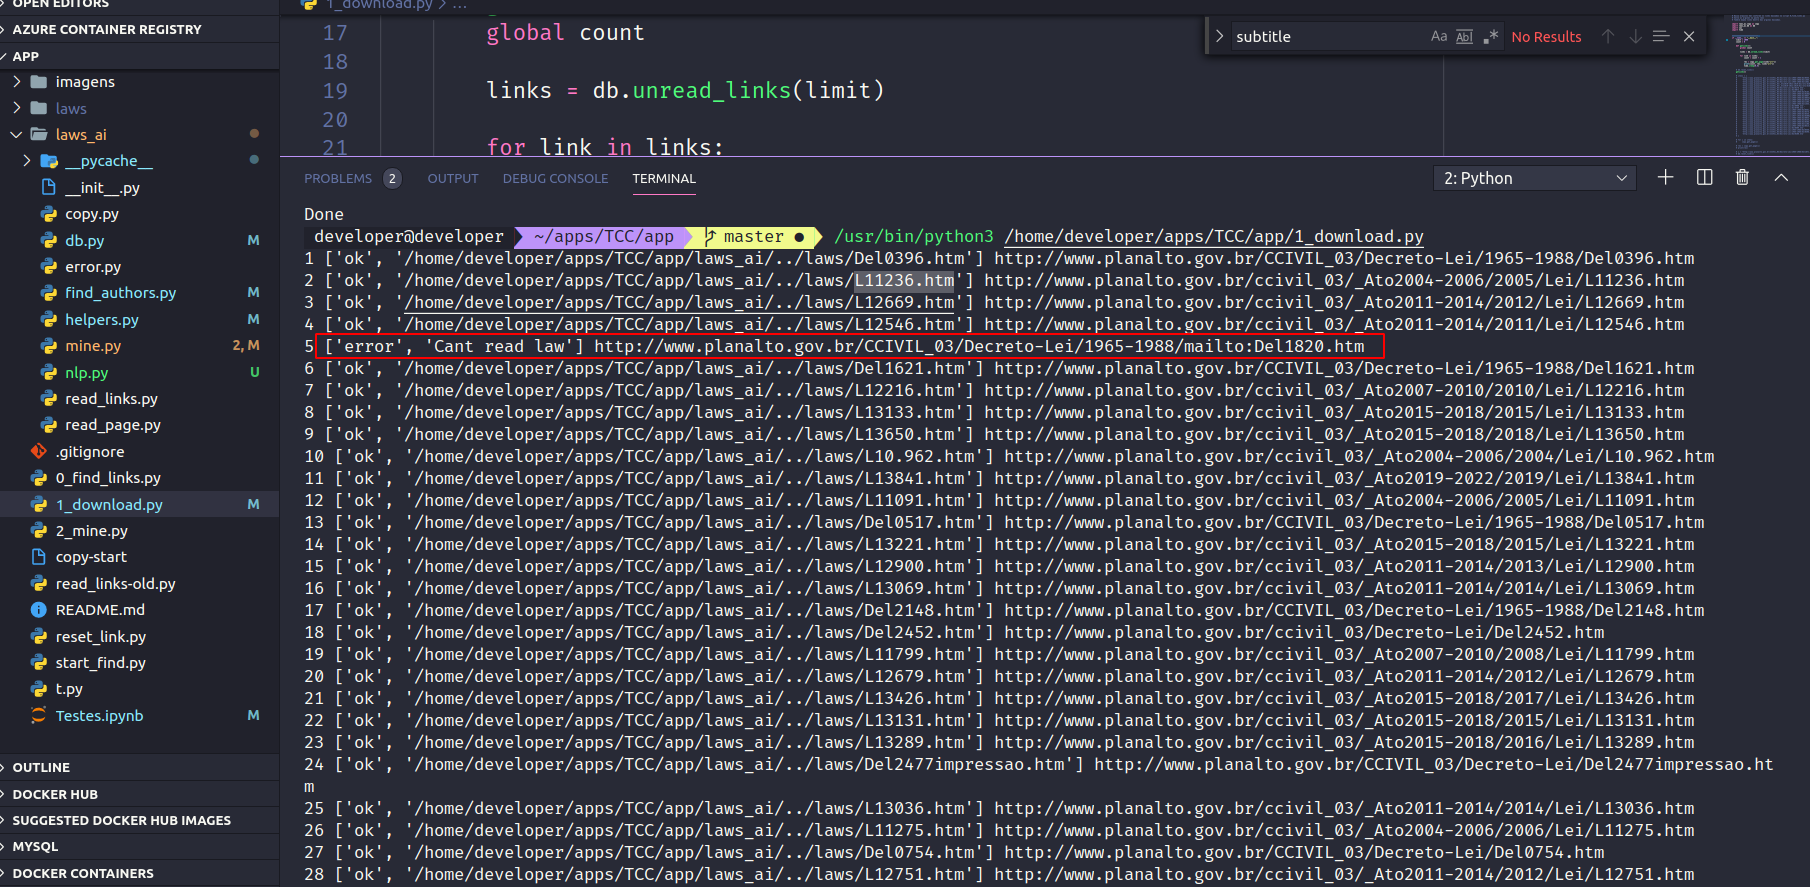 OPEN EDITORS
AZURE CONTAINER REGISTRY
APP
imagens
laws
laws_ai
__pycache__
__init__.py
copy.py
db.py M
error.py
find_authors.py M
helpers.py M
mine.py 2, M
nlp.py U
read_links.py
read_page.py
.gitignore
0_find_links.py
1_download.py M
2_mine.py
copy-start
read_links-old.py
README.md
reset_link.py
start_find.py
t.py
Testes.ipynb M
OUTLINE
DOCKER HUB
SUGGESTED DOCKER HUB IMAGES
MYSQL
DOCKER CONTAINERS
1_download.py > ...
17 global count
18
19 links = db.unread_links(limit)
20
21 for link in links:
subtitle Aa Abl .* No Results
PROBLEMS 2 OUTPUT DEBUG CONSOLE TERMINAL 2: Python
Done
developer@developer ~/apps/TCC/app master ● /usr/bin/python3 /home/developer/apps/TCC/app/1_download.py
1 ['ok', '/home/developer/apps/TCC/app/laws_ai/../laws/Del0396.htm'] http://www.planalto.gov.br/CCIVIL_03/Decreto-Lei/1965-1988/Del0396.htm
2 ['ok', '/home/developer/apps/TCC/app/laws_ai/../laws/L11236.htm'] http://www.planalto.gov.br/ccivil_03/_Ato2004-2006/2005/Lei/L11236.htm
3 ['ok', '/home/developer/apps/TCC/app/laws_ai/../laws/L12669.htm'] http://www.planalto.gov.br/ccivil_03/_Ato2011-2014/2012/Lei/L12669.htm
4 ['ok', '/home/developer/apps/TCC/app/laws_ai/../laws/L12546.htm'] http://www.planalto.gov.br/ccivil_03/_Ato2011-2014/2011/Lei/L12546.htm
5 ['error', 'Cant read law'] http://www.planalto.gov.br/CCIVIL_03/Decreto-Lei/1965-1988/mailto:Del1820.htm
6 ['ok', '/home/developer/apps/TCC/app/laws_ai/../laws/Del1621.htm'] http://www.planalto.gov.br/CCIVIL_03/Decreto-Lei/1965-1988/Del1621.htm
7 ['ok', '/home/developer/apps/TCC/app/laws_ai/../laws/L12216.htm'] http://www.planalto.gov.br/ccivil_03/_Ato2007-2010/2010/Lei/L12216.htm
8 ['ok', '/home/developer/apps/TCC/app/laws_ai/../laws/L13133.htm'] http://www.planalto.gov.br/ccivil_03/_Ato2015-2018/2015/Lei/L13133.htm
9 ['ok', '/home/developer/apps/TCC/app/laws_ai/../laws/L13650.htm'] http://www.planalto.gov.br/ccivil_03/_Ato2015-2018/2018/Lei/L13650.htm
10 ['ok', '/home/developer/apps/TCC/app/laws_ai/../laws/L10.962.htm'] http://www.planalto.gov.br/ccivil_03/_Ato2004-2006/2004/Lei/L10.962.htm
11 ['ok', '/home/developer/apps/TCC/app/laws_ai/../laws/L13841.htm'] http://www.planalto.gov.br/ccivil_03/_Ato2019-2022/2019/Lei/L13841.htm
12 ['ok', '/home/developer/apps/TCC/app/laws_ai/../laws/L11091.htm'] http://www.planalto.gov.br/ccivil_03/_Ato2004-2006/2005/Lei/L11091.htm
13 ['ok', '/home/developer/apps/TCC/app/laws_ai/../laws/Del0517.htm'] http://www.planalto.gov.br/CCIVIL_03/Decreto-Lei/1965-1988/Del0517.htm
14 ['ok', '/home/developer/apps/TCC/app/laws_ai/../laws/L13221.htm'] http://www.planalto.gov.br/ccivil_03/_Ato2015-2018/2015/Lei/L13221.htm
15 ['ok', '/home/developer/apps/TCC/app/laws_ai/../laws/L12900.htm'] http://www.planalto.gov.br/ccivil_03/_Ato2011-2014/2013/Lei/L12900.htm
16 ['ok', '/home/developer/apps/TCC/app/laws_ai/../laws/L13069.htm'] http://www.planalto.gov.br/ccivil_03/_Ato2011-2014/2014/Lei/L13069.htm
17 ['ok', '/home/developer/apps/TCC/app/laws_ai/../laws/Del2148.htm'] http://www.planalto.gov.br/CCIVIL_03/Decreto-Lei/1965-1988/Del2148.htm
18 ['ok', '/home/developer/apps/TCC/app/laws_ai/../laws/Del2452.htm'] http://www.planalto.gov.br/ccivil_03/Decreto-Lei/Del2452.htm
19 ['ok', '/home/developer/apps/TCC/app/laws_ai/../laws/L11799.htm'] http://www.planalto.gov.br/ccivil_03/_Ato2007-2010/2008/Lei/L11799.htm
20 ['ok', '/home/developer/apps/TCC/app/laws_ai/../laws/L12679.htm'] http://www.planalto.gov.br/ccivil_03/_Ato2011-2014/2012/Lei/L12679.htm
21 ['ok', '/home/developer/apps/TCC/app/laws_ai/../laws/L13426.htm'] http://www.planalto.gov.br/ccivil_03/_Ato2015-2018/2017/Lei/L13426.htm
22 ['ok', '/home/developer/apps/TCC/app/laws_ai/../laws/L13131.htm'] http://www.planalto.gov.br/ccivil_03/_Ato2015-2018/2015/Lei/L13131.htm
23 ['ok', '/home/developer/apps/TCC/app/laws_ai/../laws/L13289.htm'] http://www.planalto.gov.br/ccivil_03/_Ato2015-2018/2016/Lei/L13289.htm
24 ['ok', '/home/developer/apps/TCC/app/laws_ai/../laws/Del2477impressao.htm'] http://www.planalto.gov.br/CCIVIL_03/Decreto-Lei/Del2477impressao.ht
m
25 ['ok', '/home/developer/apps/TCC/app/laws_ai/../laws/L13036.htm'] http://www.planalto.gov.br/ccivil_03/_Ato2011-2014/2014/Lei/L13036.htm
26 ['ok', '/home/developer/apps/TCC/app/laws_ai/../laws/L11275.htm'] http://www.planalto.gov.br/ccivil_03/_Ato2004-2006/2006/Lei/L11275.htm
27 ['ok', '/home/developer/apps/TCC/app/laws_ai/../laws/Del0754.htm'] http://www.planalto.gov.br/CCIVIL_03/Decreto-Lei/Del0754.htm
28 ['ok', '/home/developer/apps/TCC/app/laws_ai/../laws/L12751.htm'] http://www.planalto.gov.br/ccivil_03/_Ato2011-2014/2012/Lei/L12751.htm